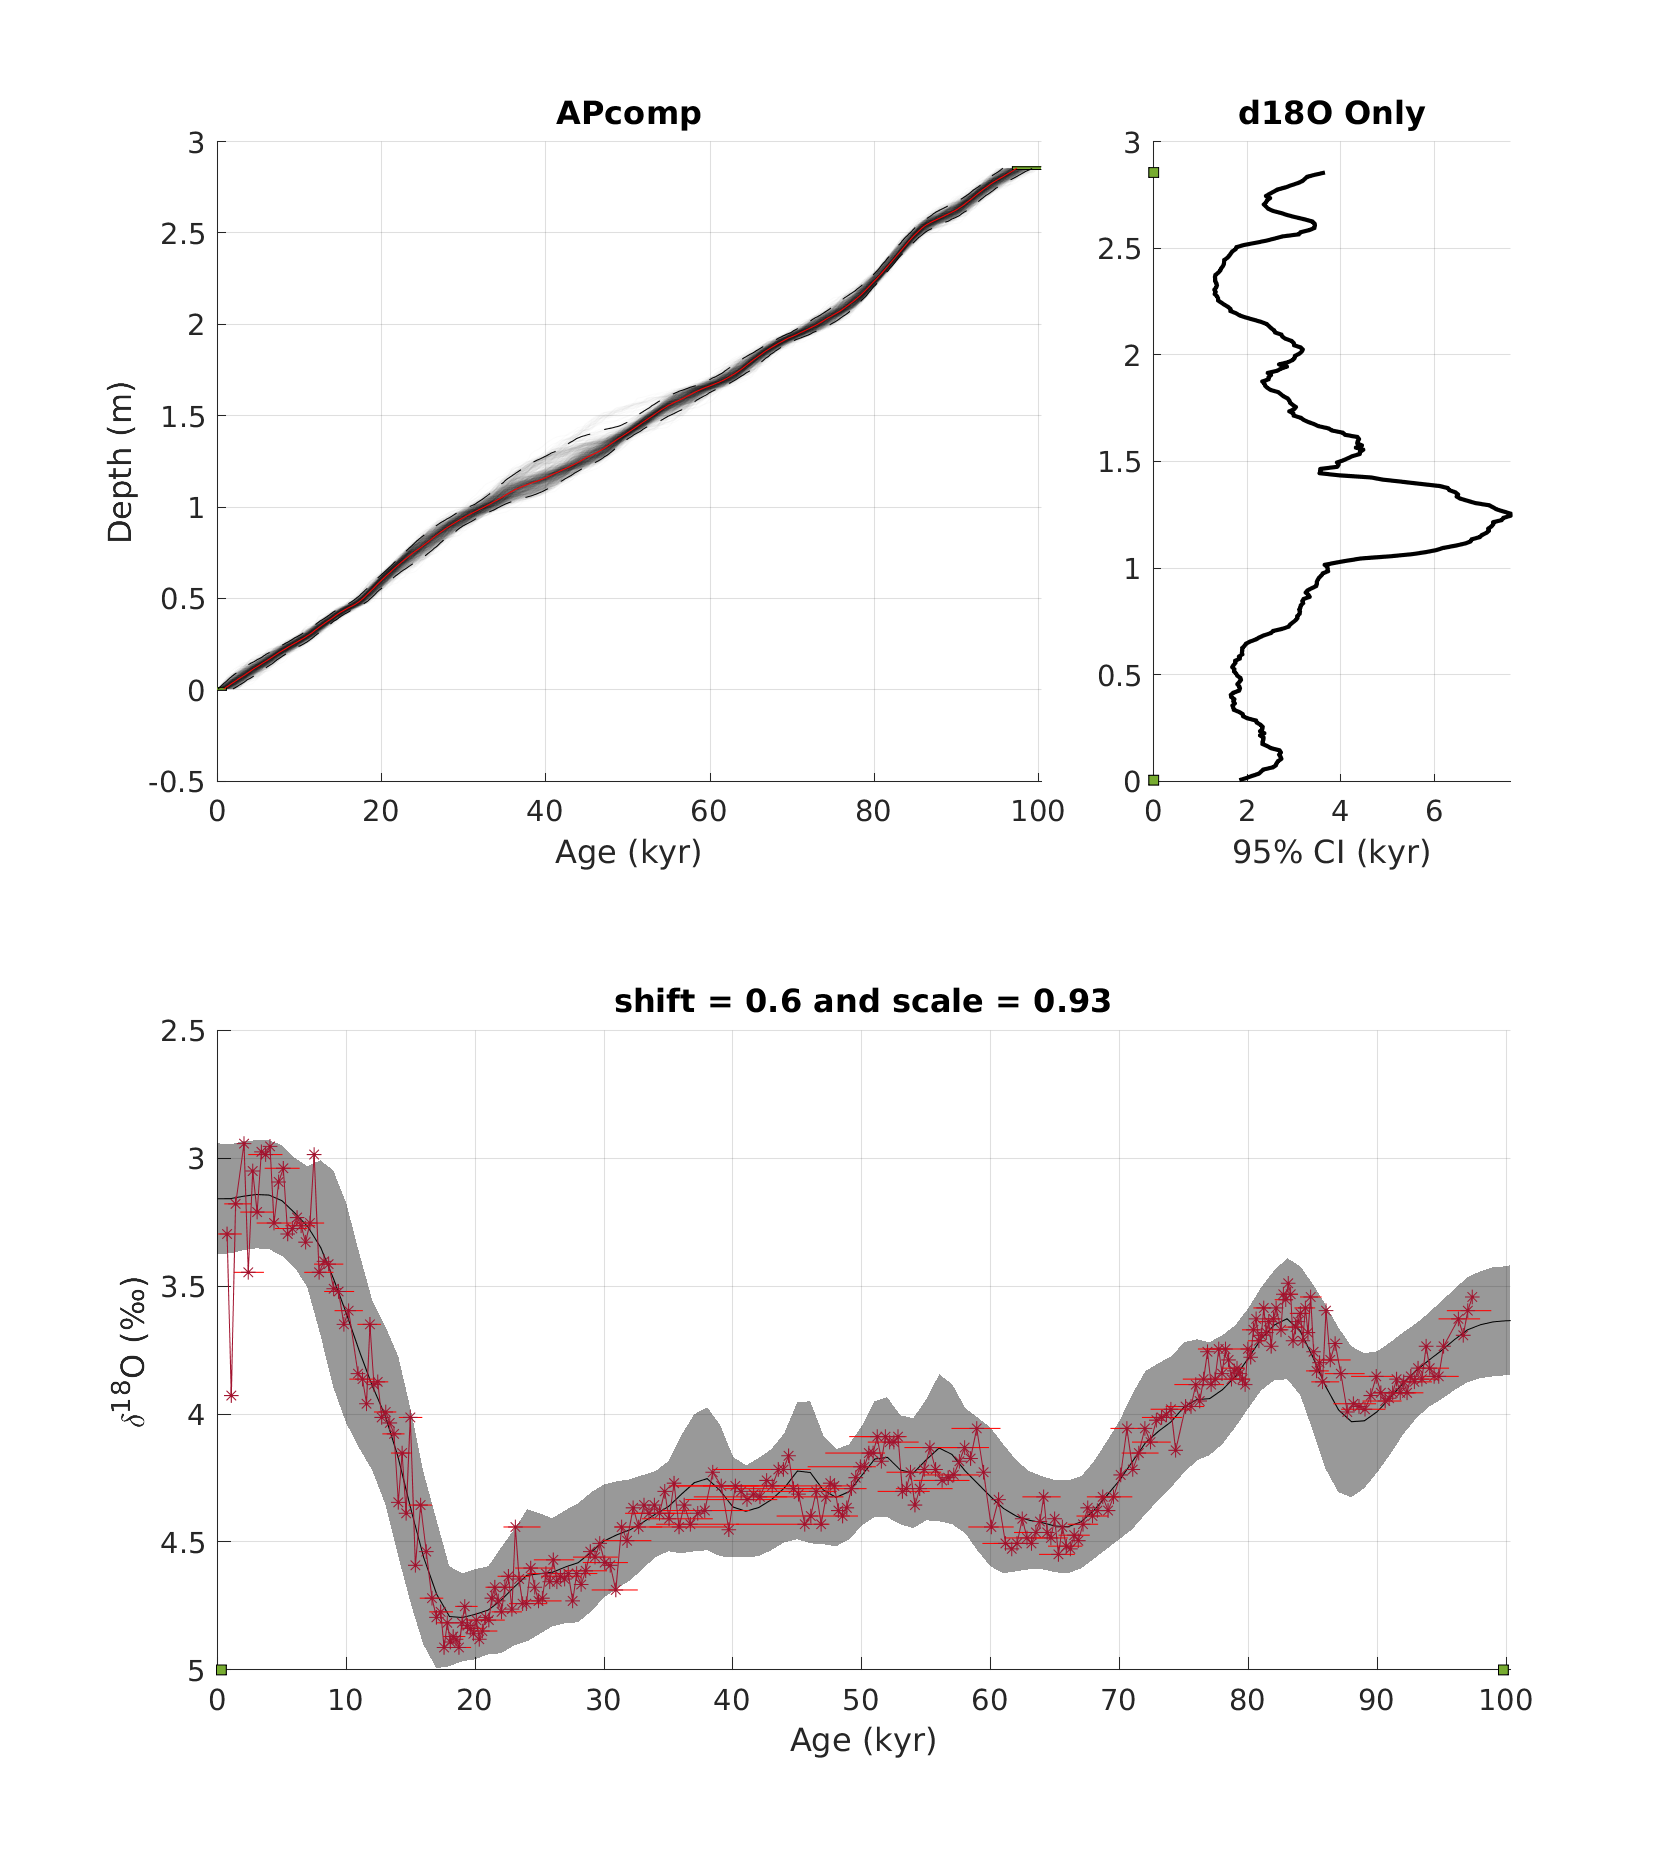 APcomp
d18O Only
3
2.5
2
1.5
1
0.5
0
-0.5
0 20 40 60 80 100
Age (kyr)
Depth (m)
3
2.5
2
1.5
1
0.5
0
0 2 4 6
95% CI (kyr)
shift = 0.6 and scale = 0.93
2.5
3
3.5
4
4.5
5
0 10 20 30 40 50 60 70 80 90 100
Age (kyr)
δ¹⁸O (‰)